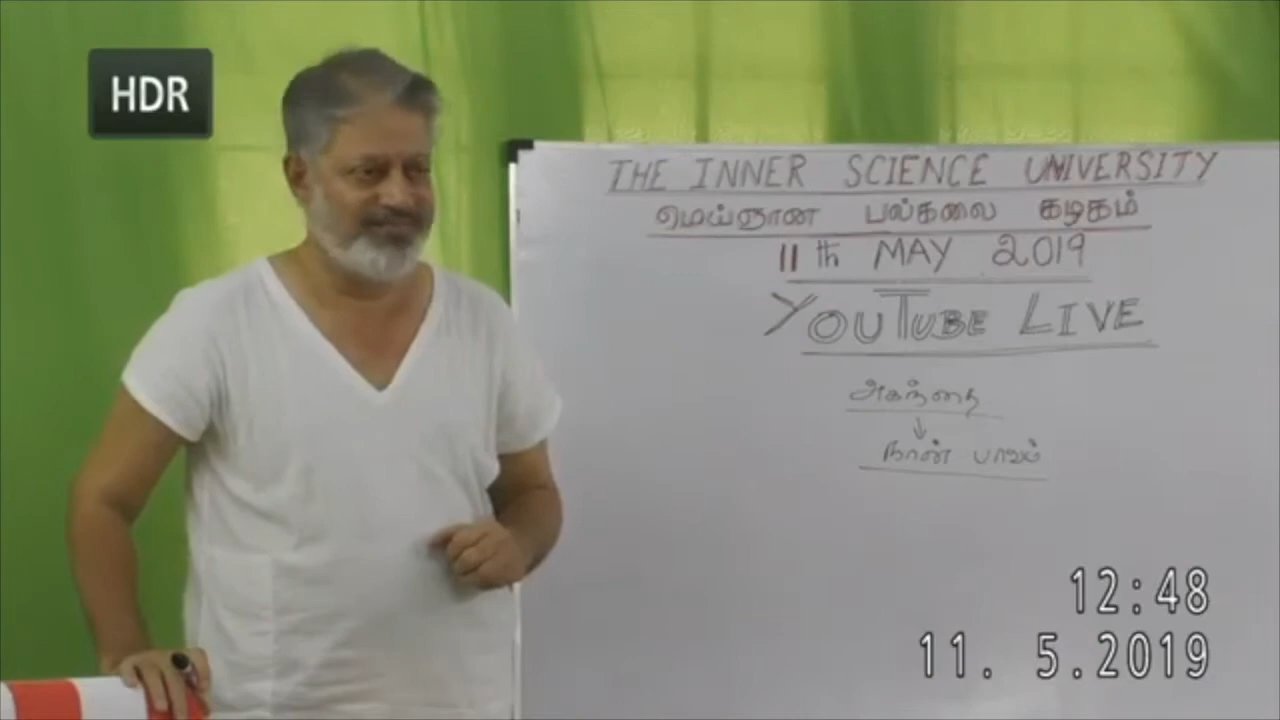 HDR
THE INNER SCIENCE UNIVERSITY
மெய்ஞான பல்கலை கழகம்
11th MAY 2019
YOUTUBE LIVE
அகந்தை
↓
நான் பாவம்
12:48
11. 5.2019